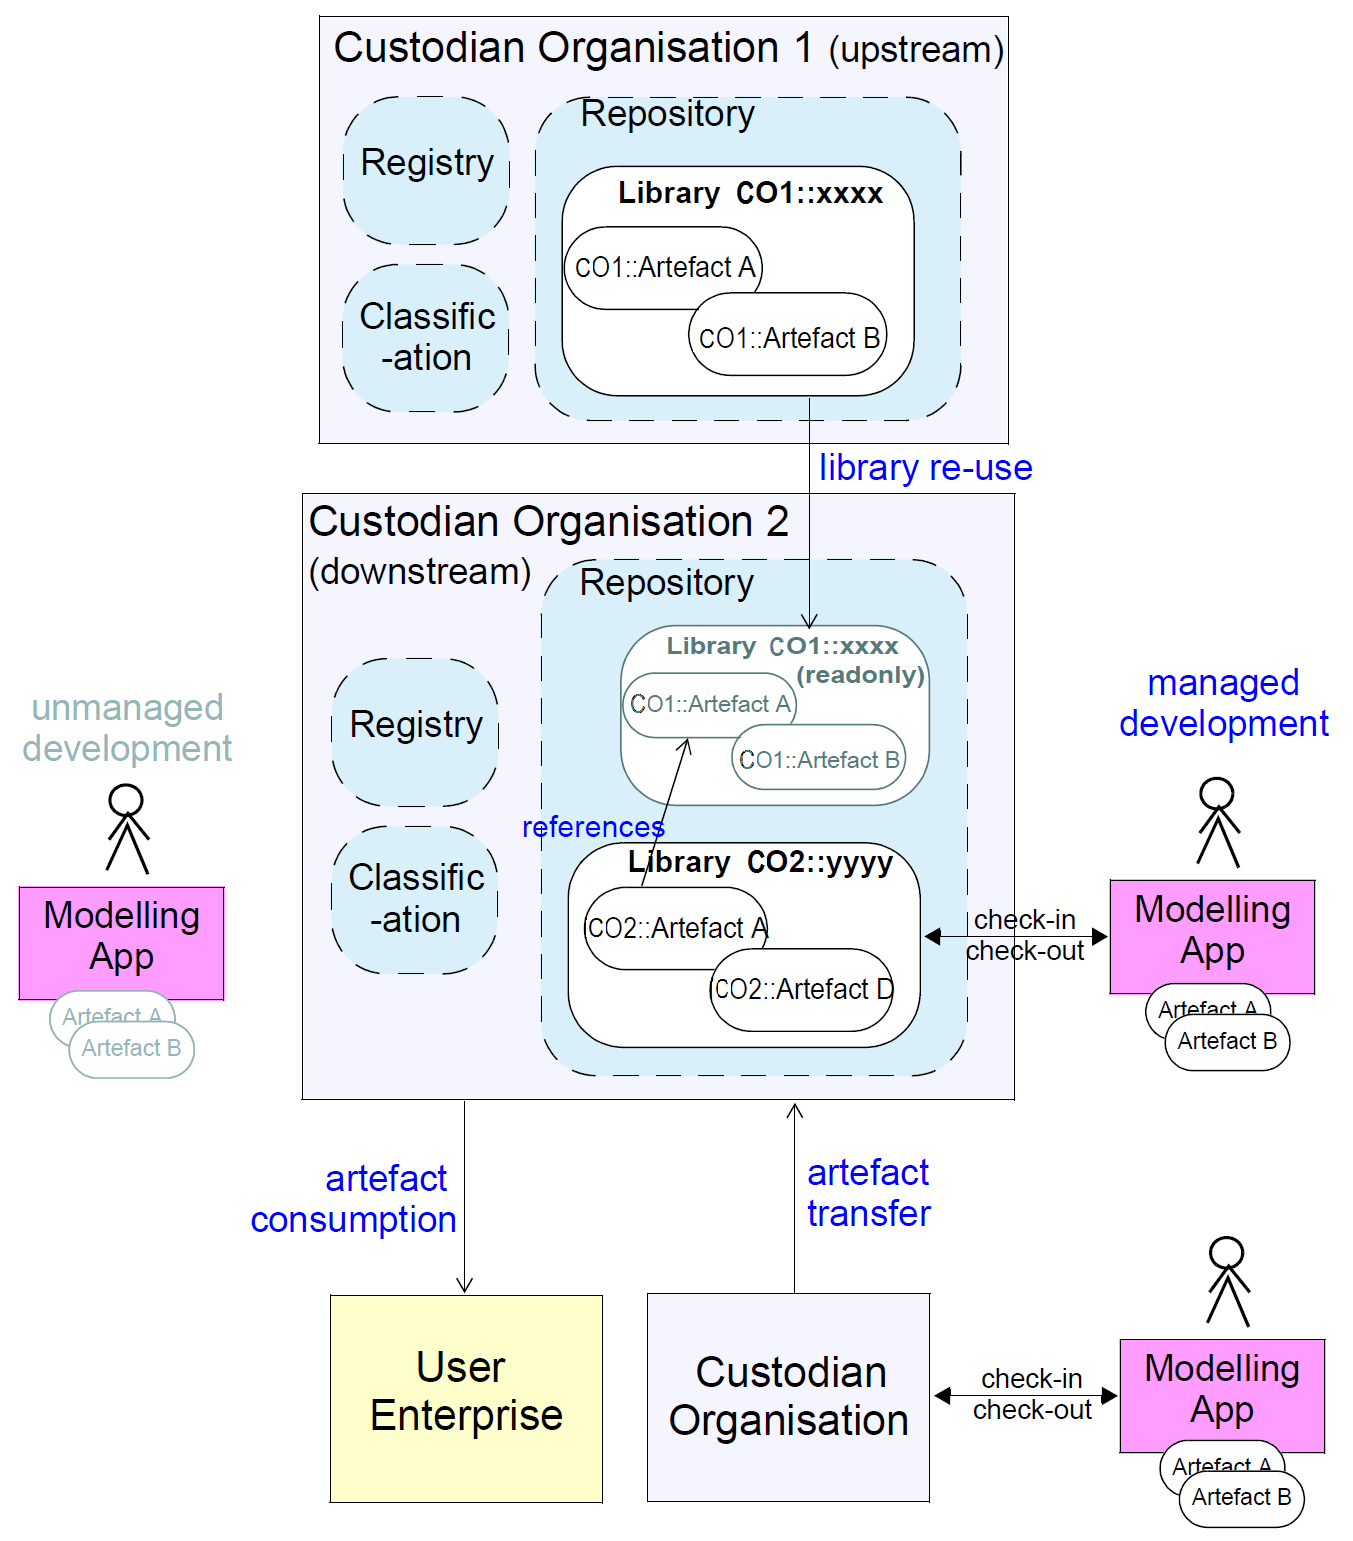 Custodian Organisation 1 (upstream)
Repository
Registry
Library CO1::xxxx
CO1::Artefact A
Classific
-ation
CO1::Artefact B
library re-use
Custodian Organisation 2
(downstream)
Repository
Library CO1::xxxx
(readonly)
CO1::Artefact A
Registry
CO1::Artefact B
references
Library CO2::yyyy
Classific
-ation
CO2::Artefact A
CO2::Artefact D
unmanaged
development
Modelling
App
Artefact A
Artefact B
managed
development
check-in
check-out
Modelling
App
Artefact A
Artefact B
artefact
consumption
artefact
transfer
User
Enterprise
Custodian
Organisation
check-in
check-out
Modelling
App
Artefact A
Artefact B